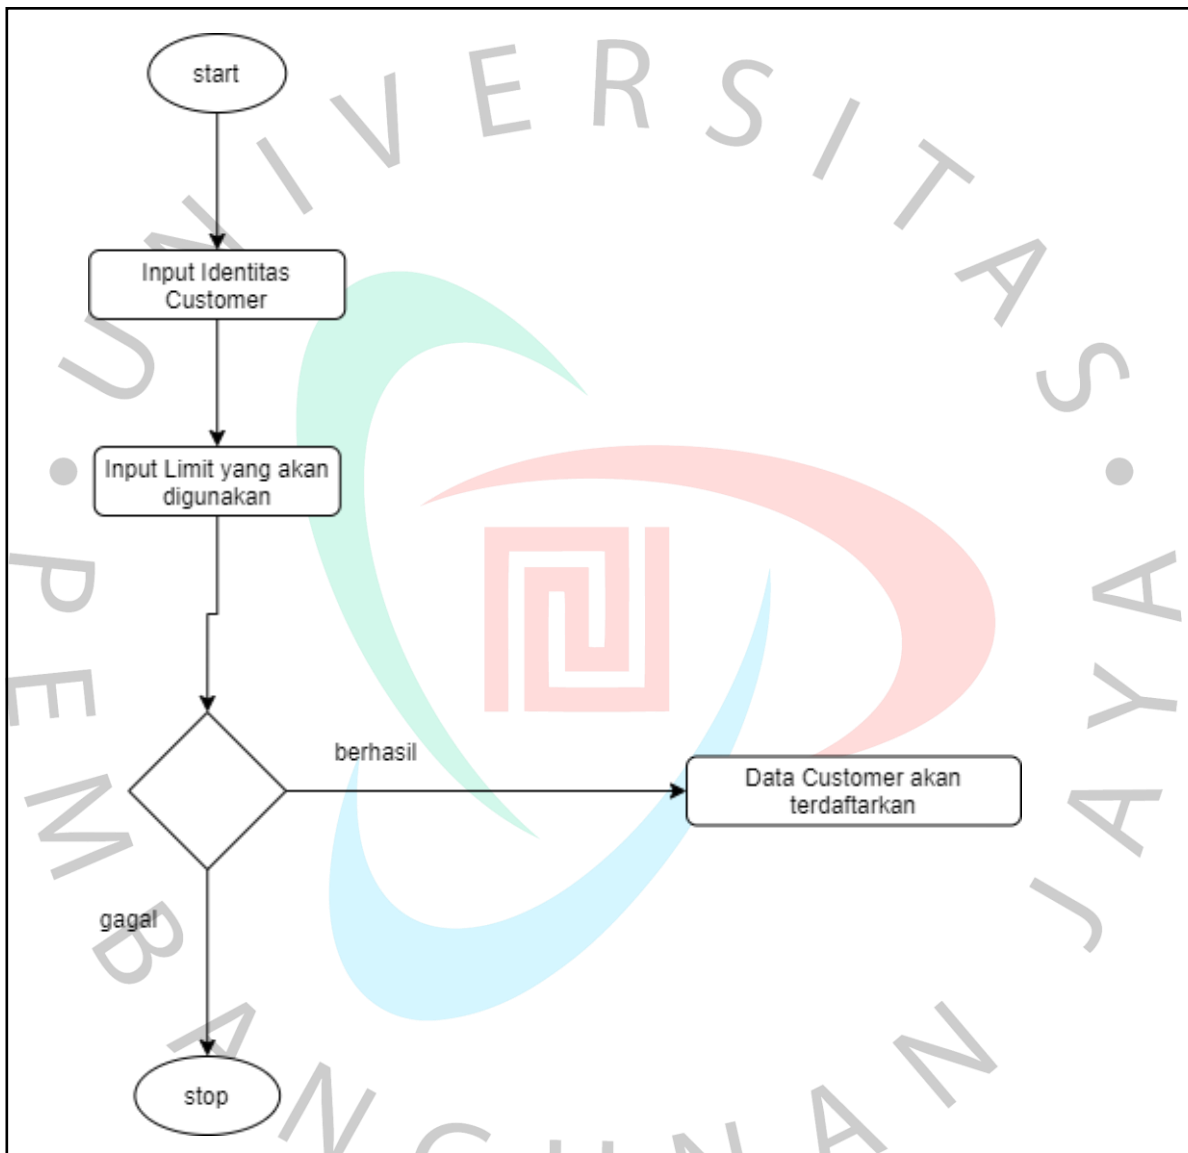 start
Input Identitas
Customer
Input Limit yang akan
digunakan
berhasil
Data Customer akan
terdaftarkan
gagal
stop
UNIVERSITAS
PEMBANGUNAN JAYA